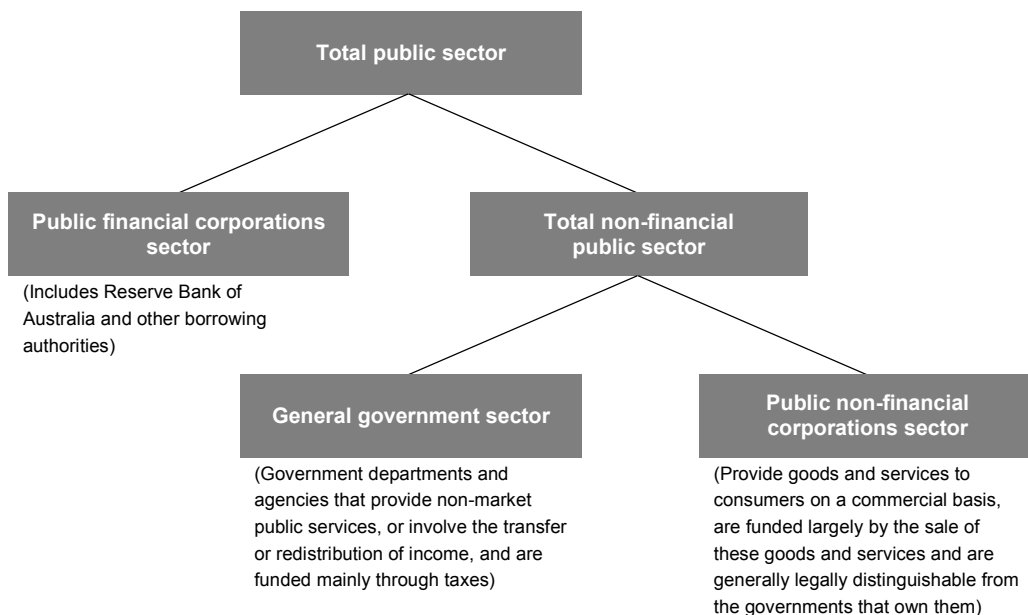 Total public sector
Public financial corporations
sector
Total non-financial
public sector
(Includes Reserve Bank of
Australia and other borrowing
authorities)
General government sector
Public non-financial
corporations sector
(Government departments and
agencies that provide non-market
public services, or involve the transfer
or redistribution of income, and are
funded mainly through taxes)
(Provide goods and services to
consumers on a commercial basis,
are funded largely by the sale of
these goods and services and are
generally legally distinguishable from
the governments that own them)